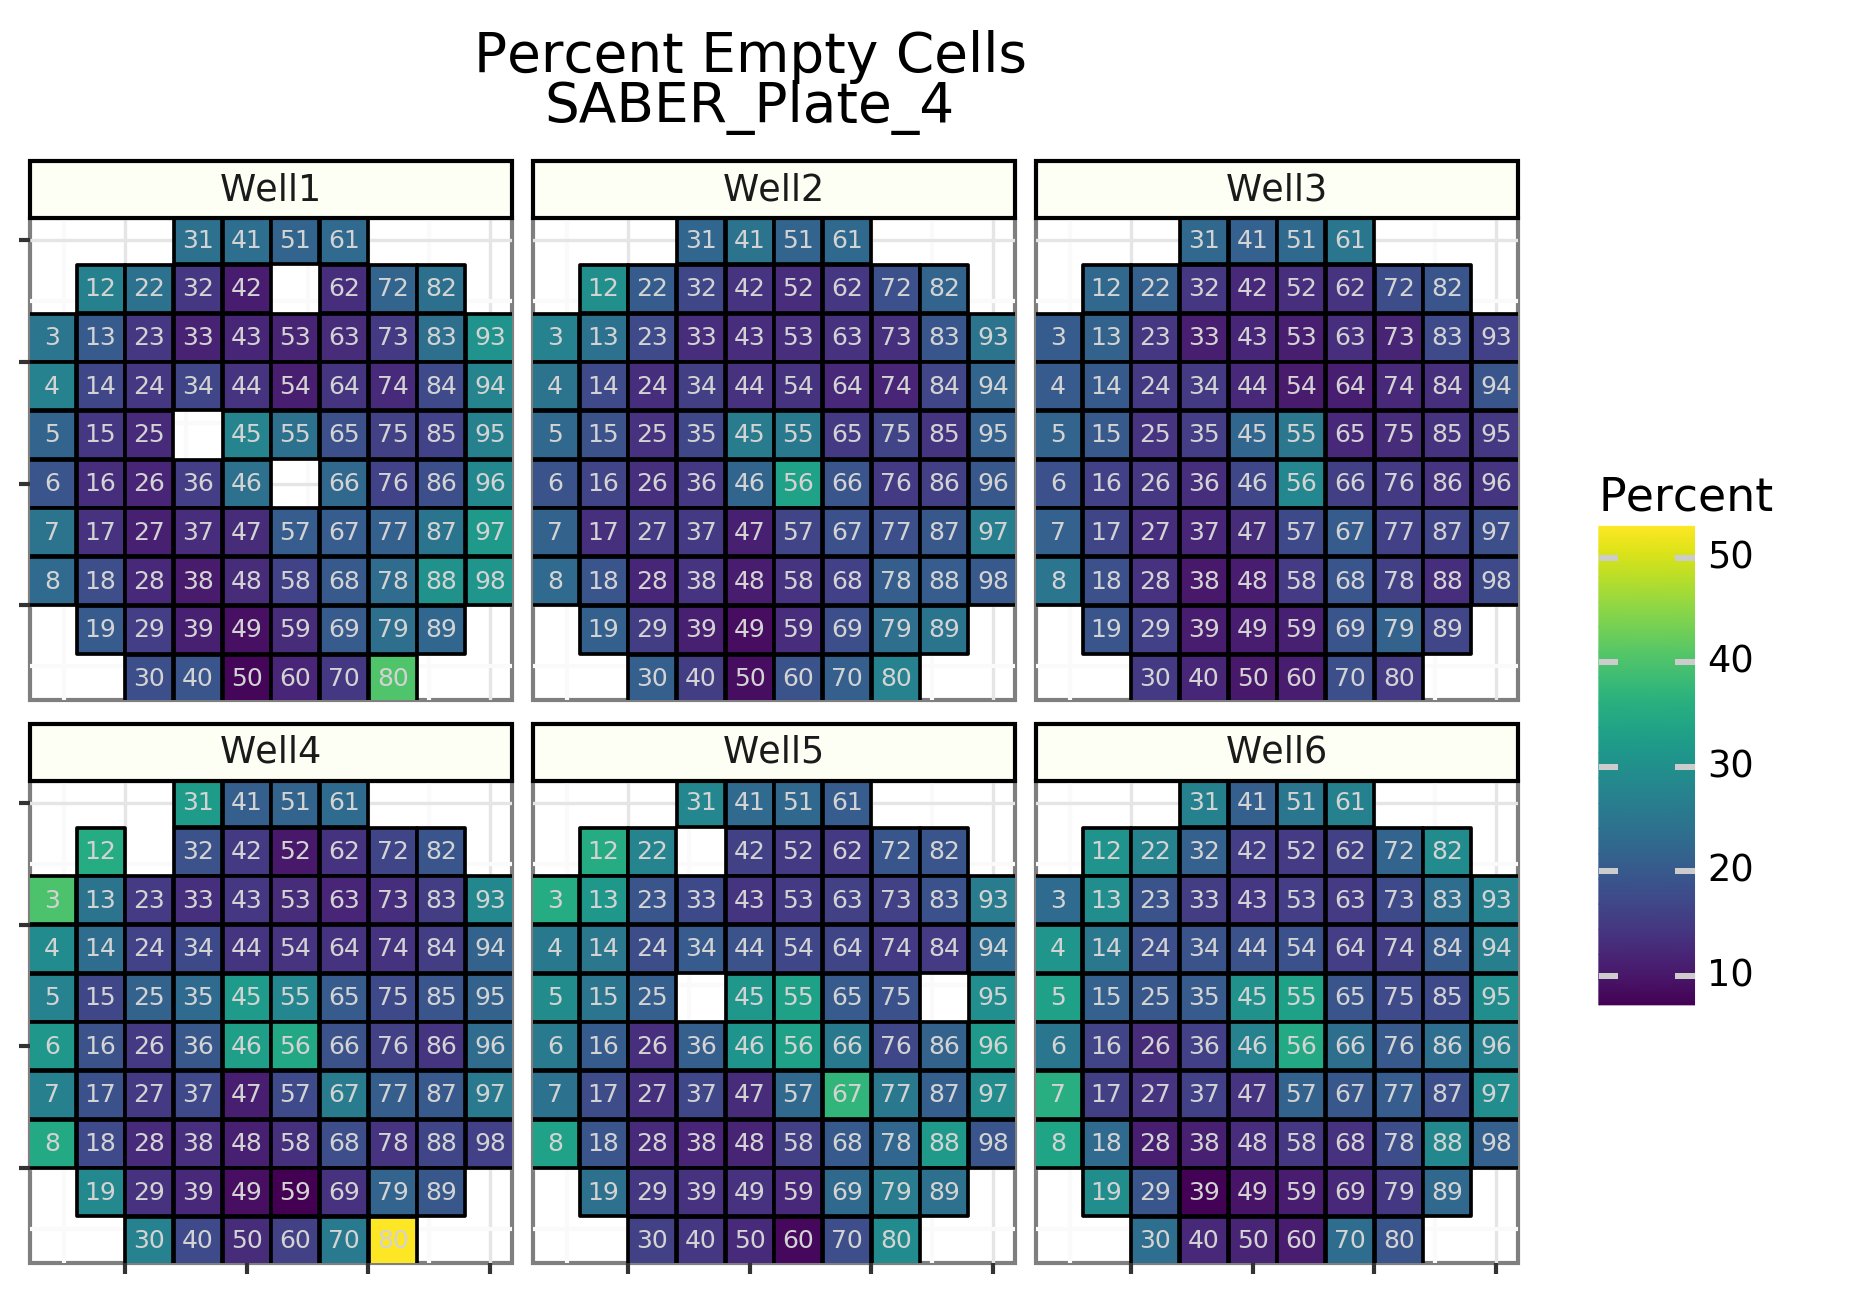 Percent Empty Cells
SABER_Plate_4
Well1 Well2 Well3
31 41 51 61 31 41 51 61 31 41 51 61
12 22 32 42 62 72 82 12 22 32 42 52 62 72 82 12 22 32 42 52 62 72 82
3 13 23 33 43 53 63 73 83 93 3 13 23 33 43 53 63 73 83 93 3 13 23 33 43 53 63 73 83 93
4 14 24 34 44 54 64 74 84 94 4 14 24 34 44 54 64 74 84 94 4 14 24 34 44 54 64 74 84 94
5 15 25 45 55 65 75 85 95 5 15 25 35 45 55 65 75 85 95 5 15 25 35 45 55 65 75 85 95
6 16 26 36 46 66 76 86 96 6 16 26 36 46 56 66 76 86 96 6 16 26 36 46 56 66 76 86 96
7 17 27 37 47 57 67 77 87 97 7 17 27 37 47 57 67 77 87 97 7 17 27 37 47 57 67 77 87 97
8 18 28 38 48 58 68 78 88 98 8 18 28 38 48 58 68 78 88 98 8 18 28 38 48 58 68 78 88 98
19 29 39 49 59 69 79 89 19 29 39 49 59 69 79 89 19 29 39 49 59 69 79 89
30 40 50 60 70 80 30 40 50 60 70 80 30 40 50 60 70 80
Well4 Well5 Well6
31 41 51 61 31 41 51 61 31 41 51 61
12 32 42 52 62 72 82 12 22 42 52 62 72 82 12 22 32 42 52 62 72 82
3 13 23 33 43 53 63 73 83 93 3 13 23 33 43 53 63 73 83 93 3 13 23 33 43 53 63 73 83 93
4 14 24 34 44 54 64 74 84 94 4 14 24 34 44 54 64 74 84 94 4 14 24 34 44 54 64 74 84 94
5 15 25 35 45 55 65 75 85 95 5 15 25 45 55 65 75 95 5 15 25 35 45 55 65 75 85 95
6 16 26 36 46 56 66 76 86 96 6 16 26 36 46 56 66 76 86 96 6 16 26 36 46 56 66 76 86 96
7 17 27 37 47 57 67 77 87 97 7 17 27 37 47 57 67 77 87 97 7 17 27 37 47 57 67 77 87 97
8 18 28 38 48 58 68 78 88 98 8 18 28 38 48 58 68 78 88 98 8 18 28 38 48 58 68 78 88 98
19 29 39 49 59 69 79 89 19 29 39 49 59 69 79 89 19 29 39 49 59 69 79 89
30 40 50 60 70 80 30 40 50 60 70 80 30 40 50 60 70 80
Percent
50
40
30
20
10